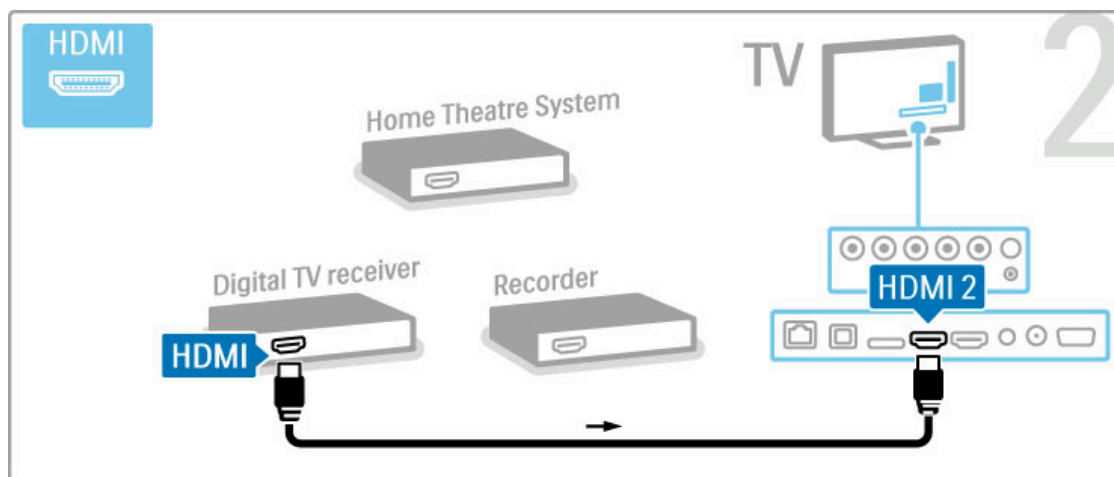 HDMI
TV
2
Home Theatre System
Digital TV receiver
Recorder
HDMI 2
HDMI